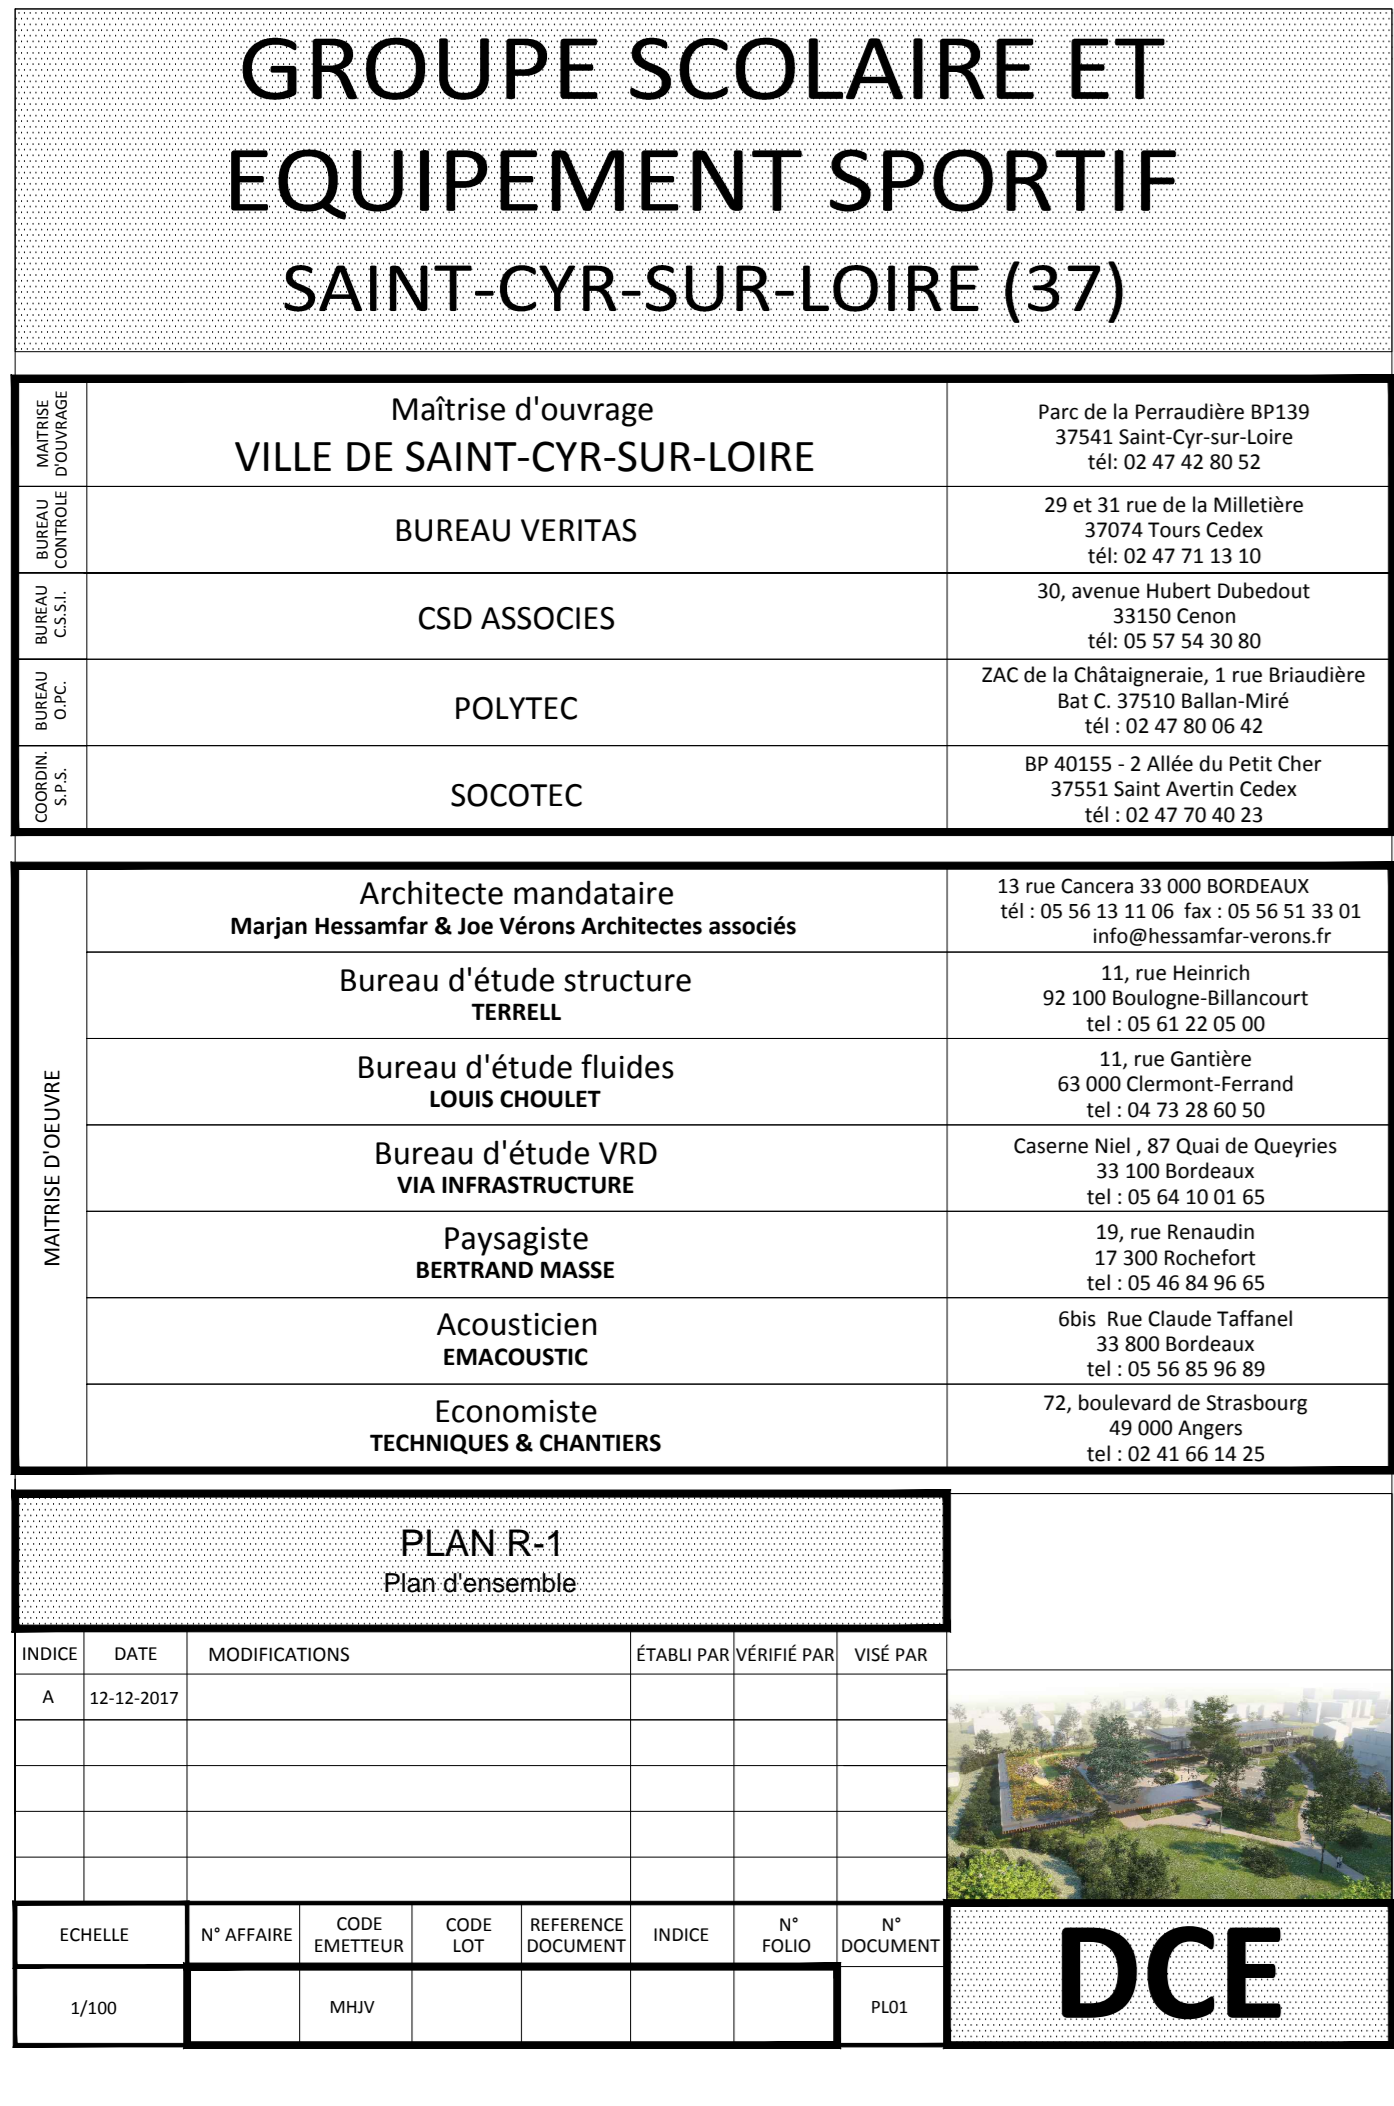 GROUPE SCOLAIRE ET
EQUIPEMENT SPORTIF
SAINT-CYR-SUR-LOIRE (37)
MAITRISE
D'OUVRAGE
Maîtrise d'ouvrage
VILLE DE SAINT-CYR-SUR-LOIRE
Parc de la Perraudière BP139
37541 Saint-Cyr-sur-Loire
tél: 02 47 42 80 52
BUREAU
CONTROLE
BUREAU VERITAS
29 et 31 rue de la Milletière
37074 Tours Cedex
tél: 02 47 71 13 10
BUREAU
C.S.S.I.
CSD ASSOCIES
30, avenue Hubert Dubedout
33150 Cenon
tél: 05 57 54 30 80
BUREAU
O.PC.
POLYTEC
ZAC de la Châtaigneraie, 1 rue Briaudière
Bat C. 37510 Ballan-Miré
tél : 02 47 80 06 42
COORDIN.
S.P.S.
SOCOTEC
BP 40155 - 2 Allée du Petit Cher
37551 Saint Avertin Cedex
tél : 02 47 70 40 23
MAITRISE D'OEUVRE
Architecte mandataire
Marjan Hessamfar & Joe Vérons Architectes associés
13 rue Cancera 33 000 BORDEAUX
tél : 05 56 13 11 06 fax : 05 56 51 33 01
info@hessamfar-verons.fr
Bureau d'étude structure
TERRELL
11, rue Heinrich
92 100 Boulogne-Billancourt
tel : 05 61 22 05 00
Bureau d'étude fluides
LOUIS CHOULET
11, rue Gantière
63 000 Clermont-Ferrand
tel : 04 73 28 60 50
Bureau d'étude VRD
VIA INFRASTRUCTURE
Caserne Niel , 87 Quai de Queyries
33 100 Bordeaux
tel : 05 64 10 01 65
Paysagiste
BERTRAND MASSE
19, rue Renaudin
17 300 Rochefort
tel : 05 46 84 96 65
Acousticien
EMACOUSTIC
6bis Rue Claude Taffanel
33 800 Bordeaux
tel : 05 56 85 96 89
Economiste
TECHNIQUES & CHANTIERS
72, boulevard de Strasbourg
49 000 Angers
tel : 02 41 66 14 25
PLAN R-1
Plan d'ensemble
INDICE DATE MODIFICATIONS ÉTABLI PAR VÉRIFIÉ PAR VISÉ PAR
A 12-12-2017
ECHELLE N° AFFAIRE CODE EMETTEUR CODE LOT REFERENCE DOCUMENT INDICE N° FOLIO N° DOCUMENT
1/100 MHJV PL01
DCE